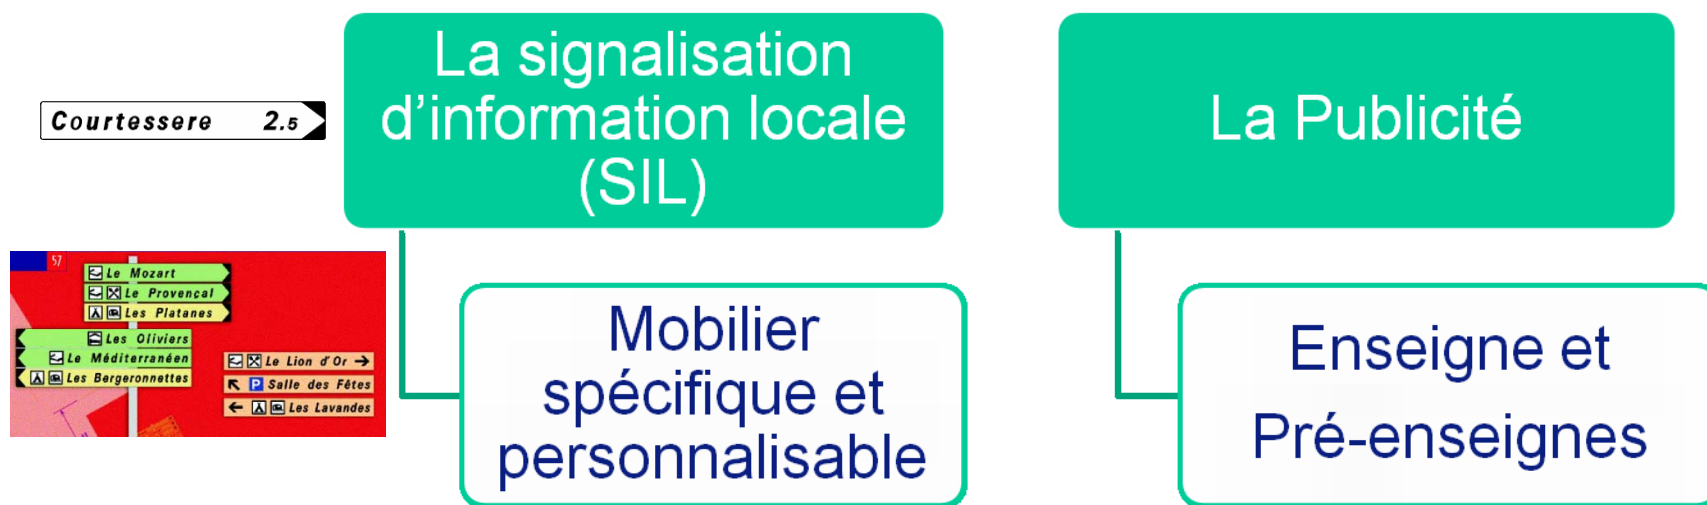 La signalisation
d'information locale
(SIL)
La Publicité
Courtessere 2.5
57
Le Mozart
Le Provençal
Les Platanes
Les Oliviers
Le Méditerranéen
Les Bergeronnettes
Le Lion d'Or →
P Salle des Fêtes
← Les Lavandes
Mobilier
spécifique et
personnalisable
Enseigne et
Pré-enseignes